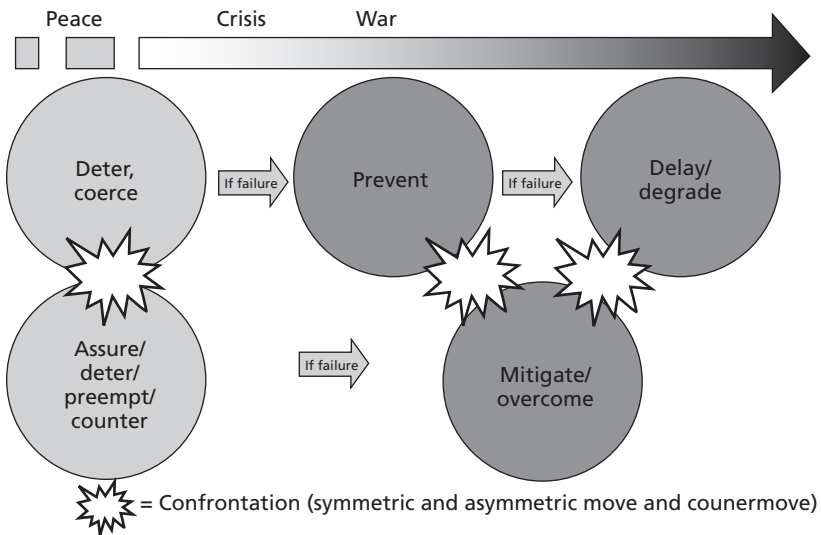 Peace
Crisis
War
Deter,
coerce
If failure
Prevent
If failure
Delay/
degrade
Assure/
deter/
preempt/
counter
If failure
Mitigate/
overcome
= Confrontation (symmetric and asymmetric move and counermove)